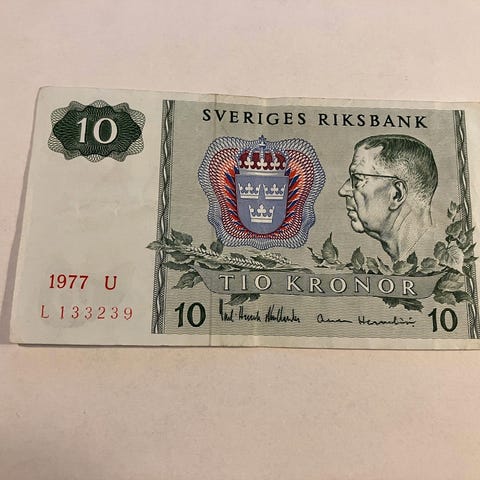 10
SVERIGES RIKSBANK
1977 U
L 133239
TIO KRONOR
10
10